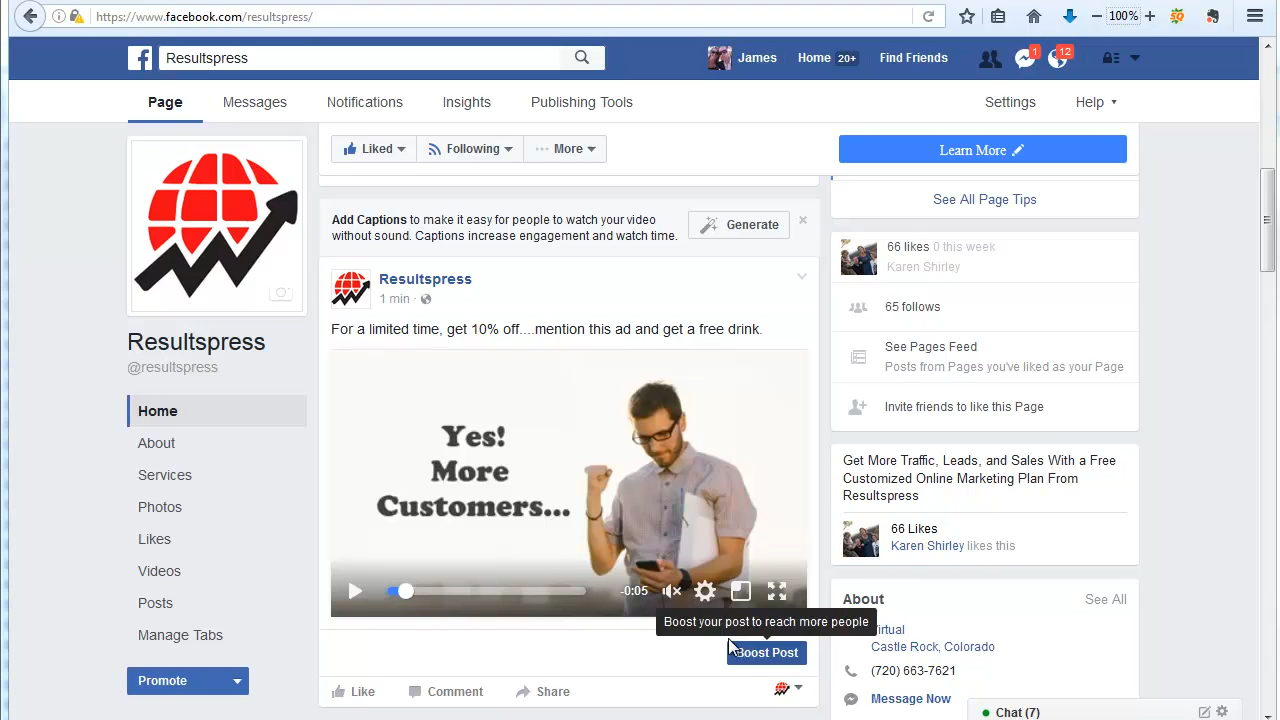 https://www.facebook.com/resultspress/
100%
Resultspress
James
Home 20+
Find Friends
1
12
Page
Messages
Notifications
Insights
Publishing Tools
Settings
Help
Liked
Following
More
Learn More
See All Page Tips
Add Captions to make it easy for people to watch your video
without sound. Captions increase engagement and watch time.
Generate
Resultspress
1 min
For a limited time, get 10% off....mention this ad and get a free drink.
Yes!
More
Customers...
-0:05
Boost your post to reach more people
Boost Post
Like
Comment
Share
Resultspress
@resultspress
Home
About
Services
Photos
Likes
Videos
Posts
Manage Tabs
Promote
66 likes 0 this week
Karen Shirley
65 follows
See Pages Feed
Posts from Pages you've liked as your Page
Invite friends to like this Page
Get More Traffic, Leads, and Sales With a Free
Customized Online Marketing Plan From
Resultspress
66 Likes
Karen Shirley likes this
About
See All
Virtual
Castle Rock, Colorado
(720) 663-7621
Message Now
Chat (7)